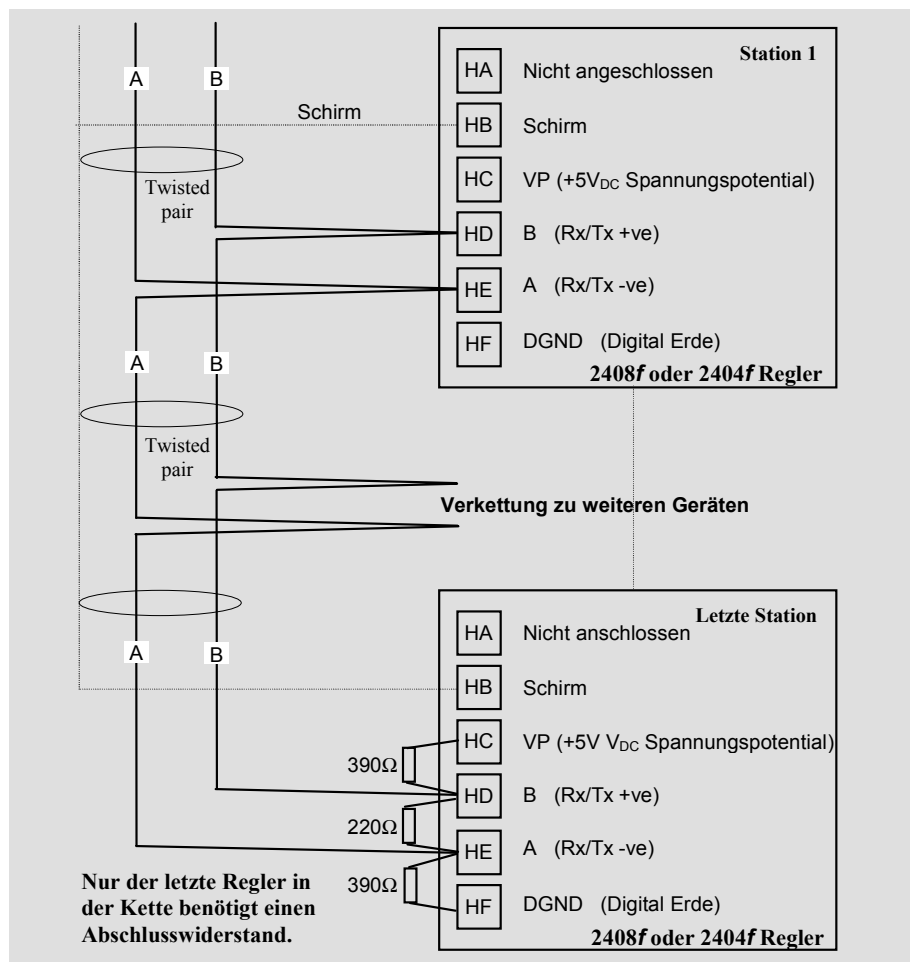 Station 1
A
B
HA Nicht angeschlossen
Schirm
HB Schirm
Twisted
pair
HC VP (+5VDC Spannungspotential)
HD B (Rx/Tx +ve)
HE A (Rx/Tx -ve)
HF DGND (Digital Erde)
2408f oder 2404f Regler
A
B
Twisted
pair
Verkettung zu weiteren Geräten
Letzte Station
A
B
HA Nicht anschlossen
HB Schirm
HC VP (+5V VDC Spannungspotential)
390Ω
HD B (Rx/Tx +ve)
220Ω
HE A (Rx/Tx -ve)
390Ω
HF DGND (Digital Erde)
2408f oder 2404f Regler
Nur der letzte Regler in
der Kette benötigt einen
Abschlusswiderstand.